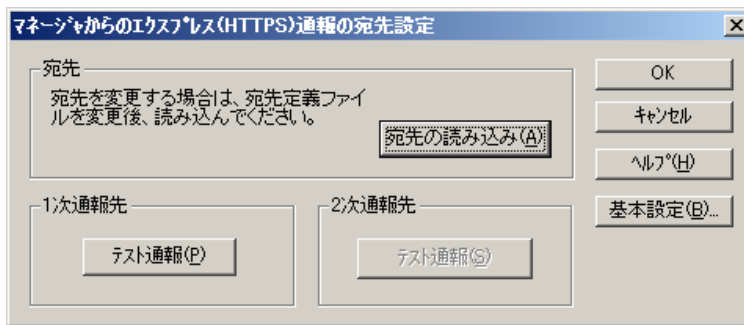 マネージャからのエクスプレス(HTTPS)通報の宛先設定
宛先
宛先を変更する場合は、宛先定義ファイ
ルを変更後、読み込んでください。
宛先の読み込み(A)
OK
キャンセル
ヘルプ(H)
基本設定(B)...
1次通報先
テスト通報(P)
2次通報先
テスト通報(S)